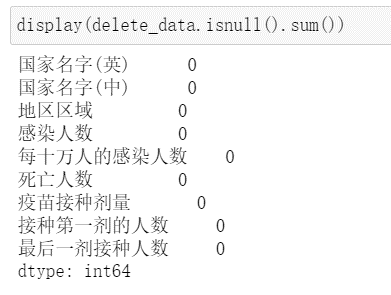 display(delete_data.isnull().sum())
国家名字(英) 0
国家名字(中) 0
地区区域 0
感染人数 0
每十万人的感染人数 0
死亡人数 0
疫苗接种剂量 0
接种第一剂的人数 0
最后一剂接种人数 0
dtype: int64